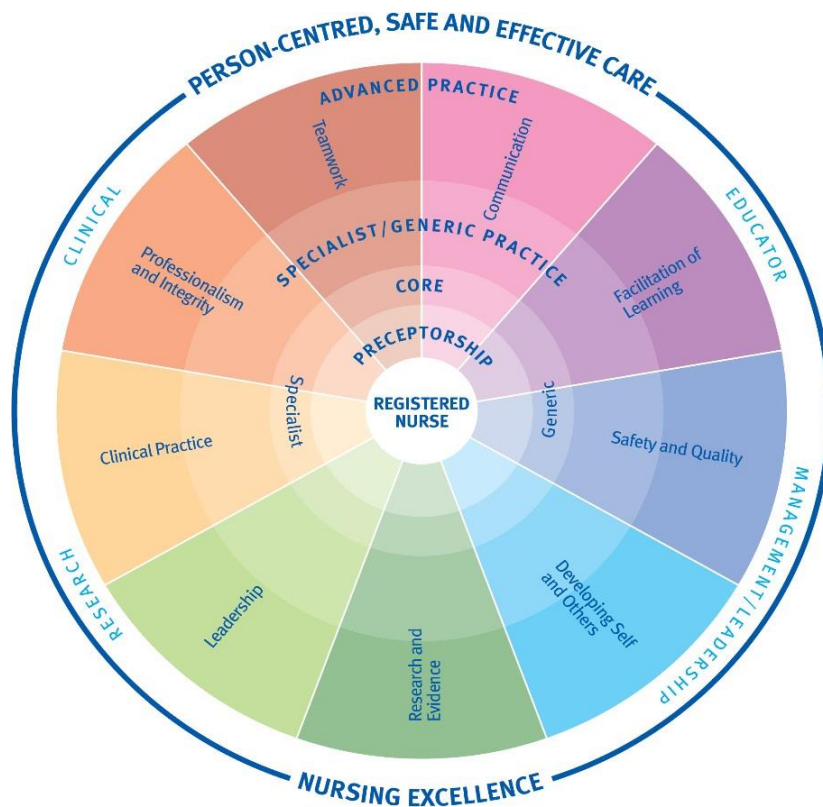 PERSON-CENTRED, SAFE AND EFFECTIVE CARE
ADVANCED PRACTICE
Teamwork
Communication
CLINICAL
EDUCATOR
Professionalism
and Integrity
SPECIALIST/GENERIC PRACTICE
Facilitation of
Learning
CORE
PRECEPTORSHIP
Specialist
REGISTERED
NURSE
Generic
Clinical Practice
Safety and Quality
RESEARCH
MANAGEMENT/LEADERSHIP
Leadership
Research and
Evidence
Developing Self
and Others
NURSING EXCELLENCE